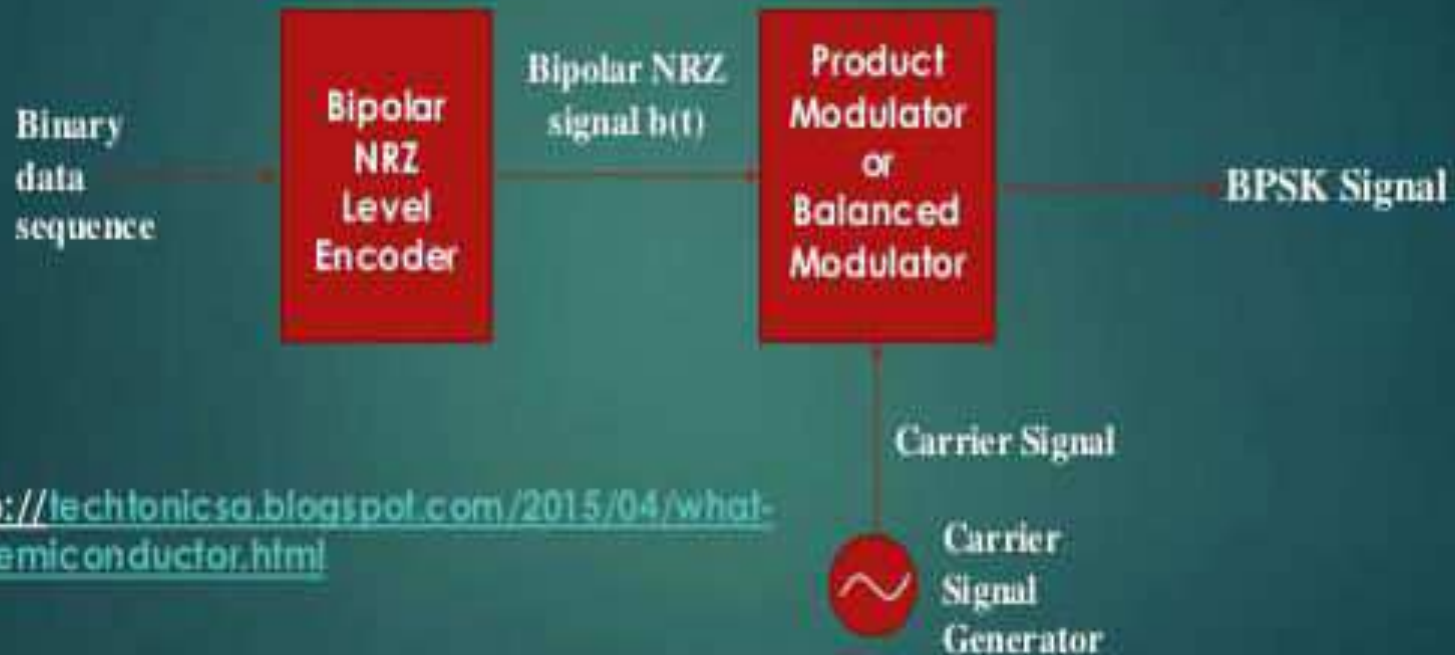 Binary
data
sequence
Bipolar
NRZ
Level
Encoder
Bipolar NRZ
signal b(t)
Product
Modulator
or
Balanced
Modulator
BPSK Signal
Carrier Signal
Carrier
Signal
Generator
://techtonicsa.blogspot.com/2015/04/what-
emiconductor.html